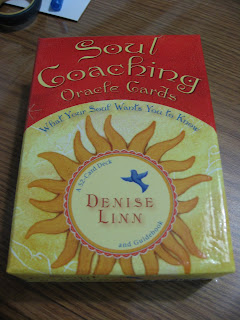 Soul
Coaching
Oracle Cards
What Your Soul Wants You to Know
A 52-Card Deck
DENISE
LINN
and Guidebook